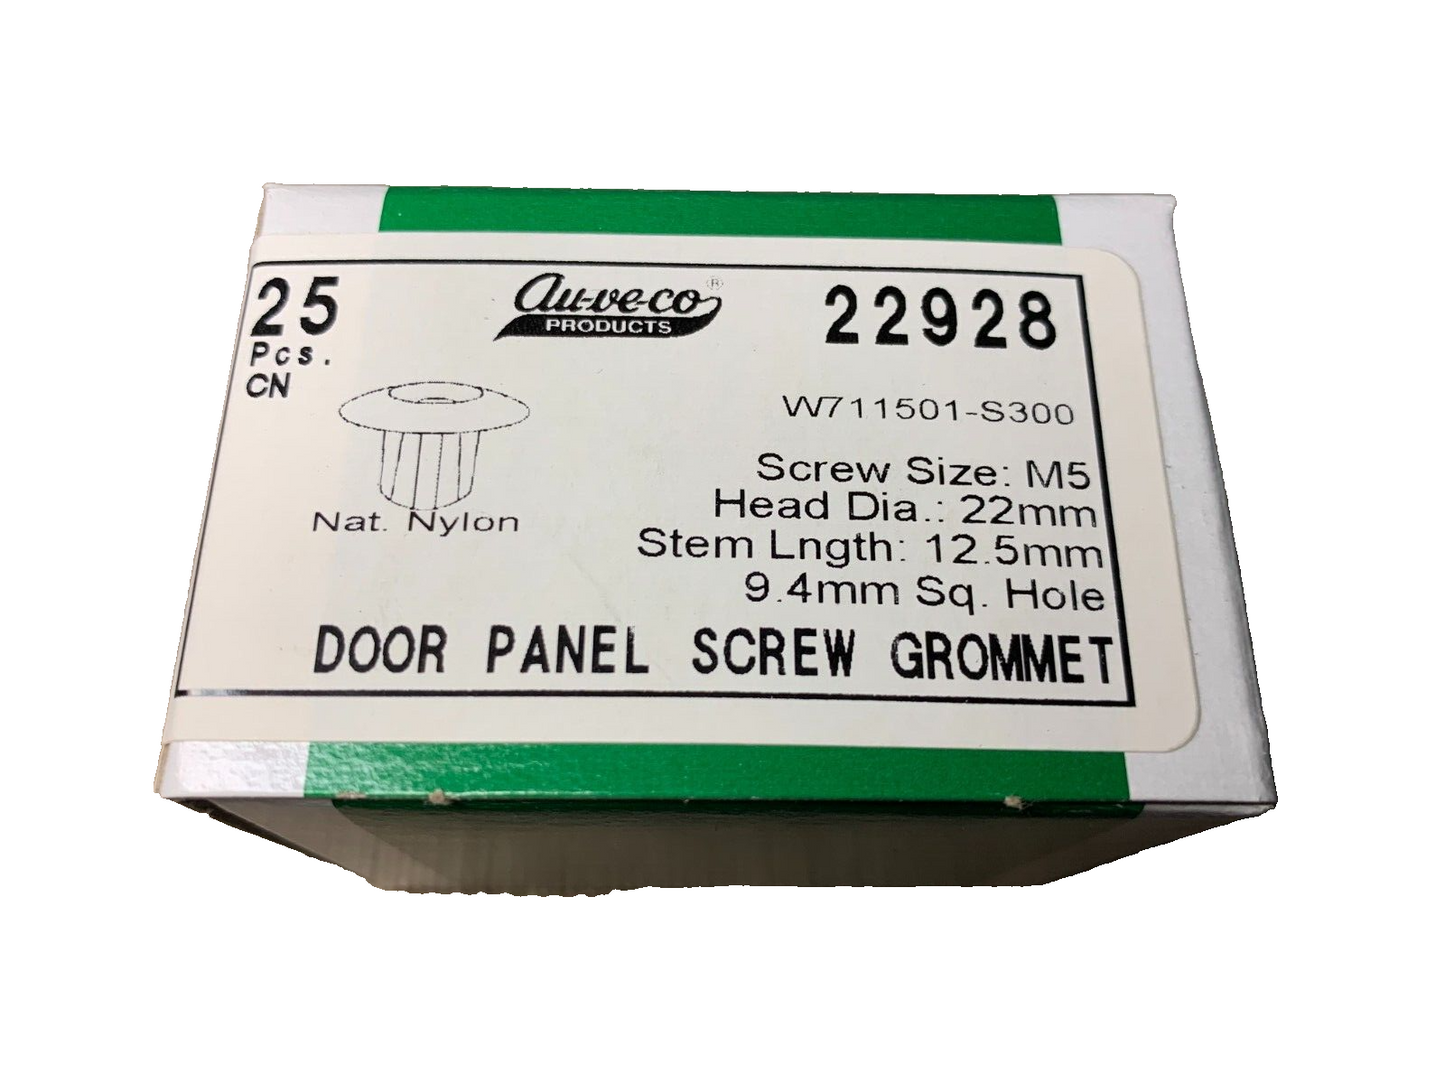 25
Pcs.
CN
au-ve-co®
PRODUCTS
22928
W711501-S300
Nat. Nylon
Screw Size: M5
Head Dia.: 22mm
Stem Lngth: 12.5mm
9.4mm Sq. Hole
DOOR PANEL SCREW GROMMET